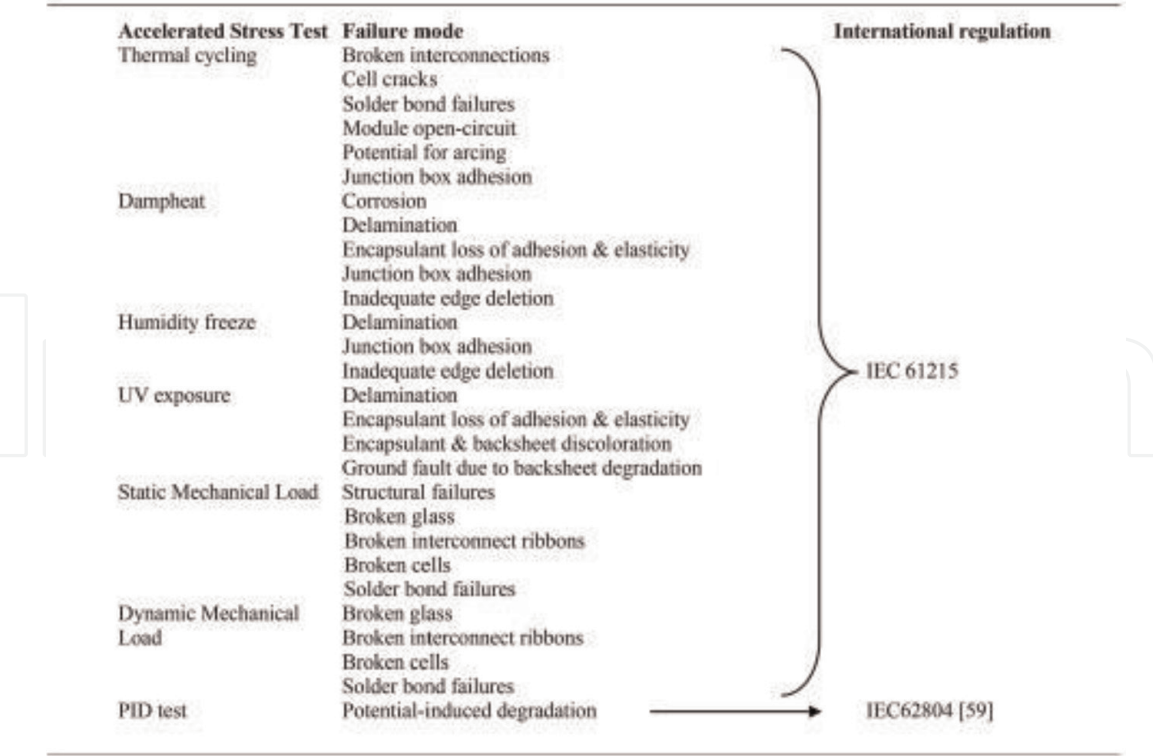 Accelerated Stress Test Failure mode International regulation
Thermal cycling Broken interconnections
Cell cracks
Solder bond failures
Module open-circuit
Potential for arcing
Junction box adhesion
Dampheat Corrosion
Delamination
Encapsulant loss of adhesion & elasticity
Junction box adhesion
Inadequate edge deletion
Humidity freeze Delamination
Junction box adhesion
Inadequate edge deletion
IEC 61215
UV exposure Delamination
Encapsulant loss of adhesion & elasticity
Encapsulant & backsheet discoloration
Ground fault due to backsheet degradation
Static Mechanical Load Structural failures
Broken glass
Broken interconnect ribbons
Broken cells
Solder bond failures
Dynamic Mechanical Broken glass
Load Broken interconnect ribbons
Broken cells
Solder bond failures
PID test Potential-induced degradation IEC62804 [59]